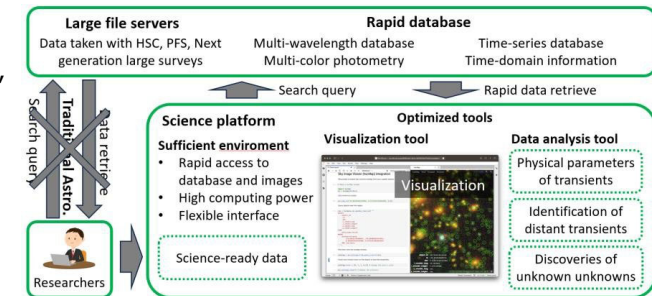 Large file servers
Data taken with HSC, PFS, Next
generation large surveys
Rapid database
Multi-wavelength database
Multi-color photometry
Time-series database
Time-domain information
Search query
Rapid data retrieve
Search query
Traditional Astro.
Data retrieve
Researchers
Science platform
Sufficient enviroment
• Rapid access to
database and images
• High computing power
• Flexible interface
Science-ready data
Optimized tools
Visualization tool
Visualization
Data analysis tool
Physical parameters
of transients
Identification of
distant transients
Discoveries of
unknown unknowns